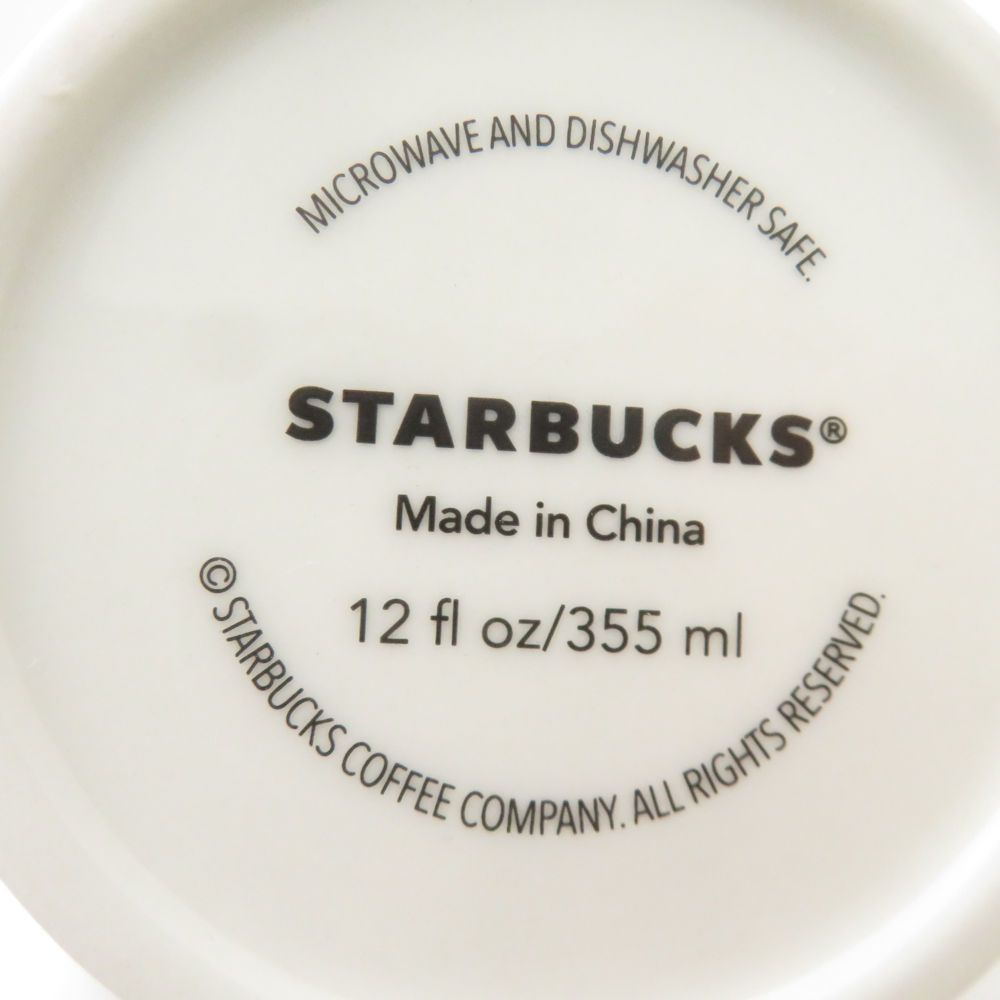 MICROWAVE AND DISHWASHER SAFE.
STARBUCKS®
Made in China
12 fl oz/355 ml
© STARBUCKS COFFEE COMPANY. ALL RIGHTS RESERVED.